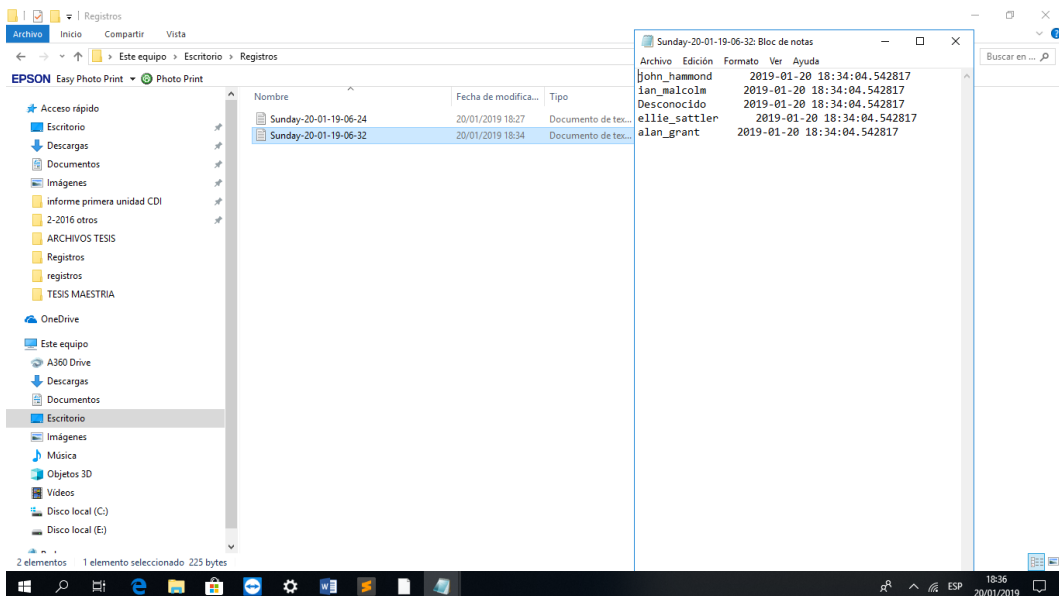 Registros
Archivo Inicio Compartir Vista
Este equipo > Escritorio > Registros
Buscar en ...
EPSON Easy Photo Print Photo Print
Acceso rápido
Escritorio
Descargas
Documentos
Imágenes
informe primera unidad CDI
2-2016 otros
ARCHIVOS TESIS
Registros
registros
TESIS MAESTRIA
OneDrive
Este equipo
A360 Drive
Descargas
Documentos
Escritorio
Imágenes
Música
Objetos 3D
Vídeos
Disco local (C:)
Disco local (E:)
Nombre Fecha de modifica... Tipo
Sunday-20-01-19-06-24 20/01/2019 18:27 Documento de tex...
Sunday-20-01-19-06-32 20/01/2019 18:34 Documento de tex...
Sunday-20-01-19-06-32: Bloc de notas
Archivo Edición Formato Ver Ayuda
john_hammond 2019-01-20 18:34:04.542817
ian_malcolm 2019-01-20 18:34:04.542817
Desconocido 2019-01-20 18:34:04.542817
ellie_sattler 2019-01-20 18:34:04.542817
alan_grant 2019-01-20 18:34:04.542817
2 elementos 1 elemento seleccionado 225 bytes
ESP
18:36
20/01/2019